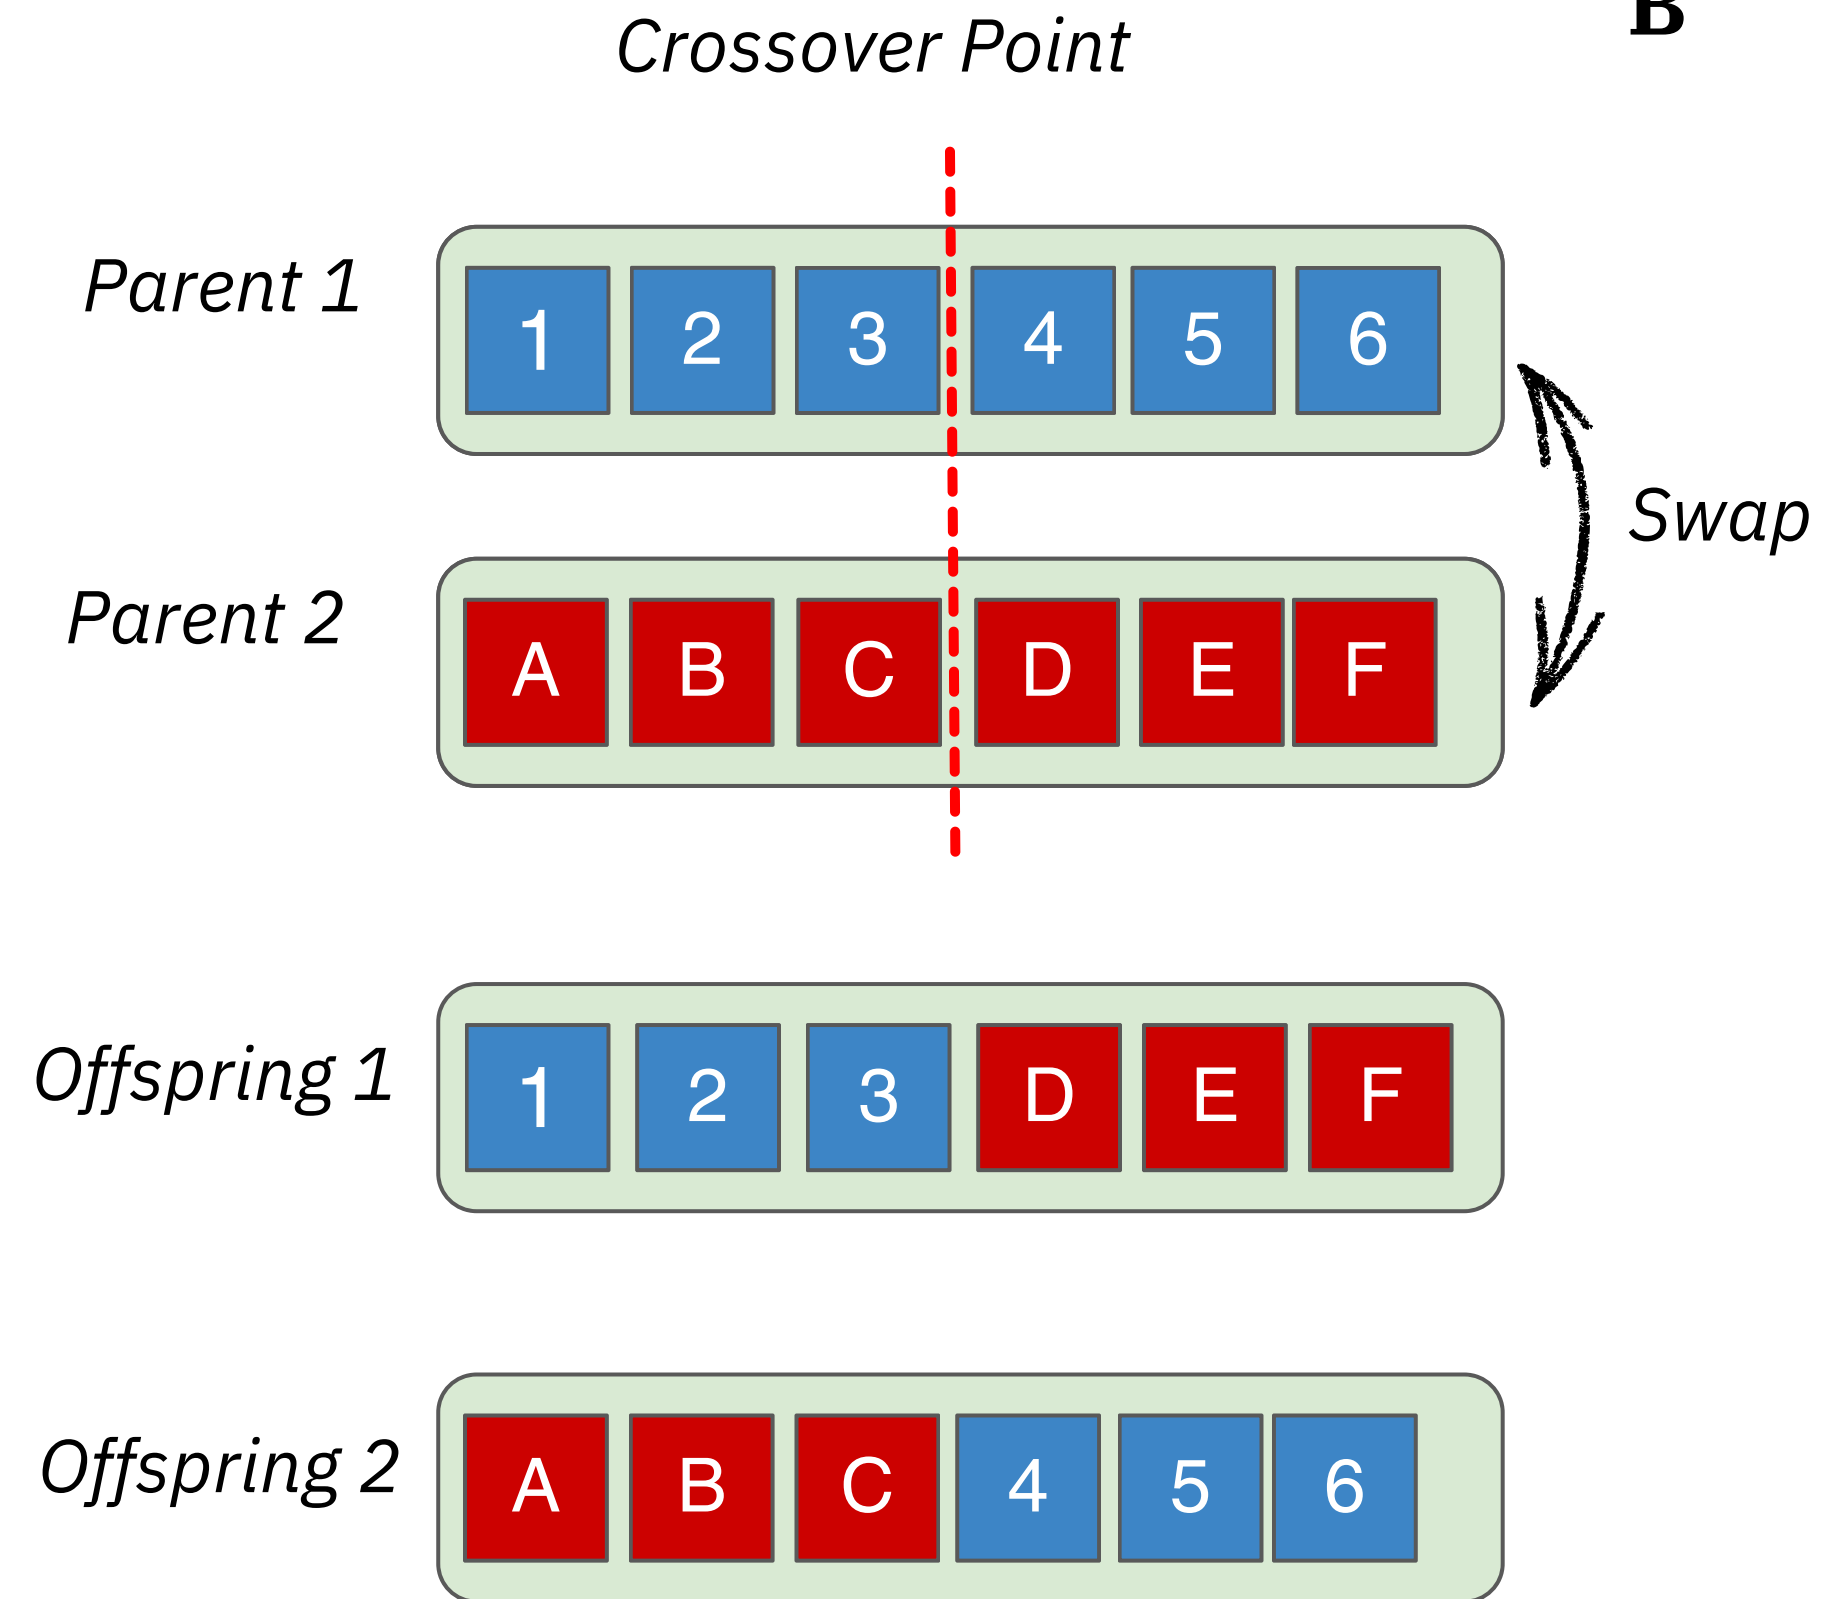 B
Crossover Point
Parent 1
1 2 3 4 5 6
Swap
Parent 2
A B C D E F
Offspring 1
1 2 3 D E F
Offspring 2
A B C 4 5 6